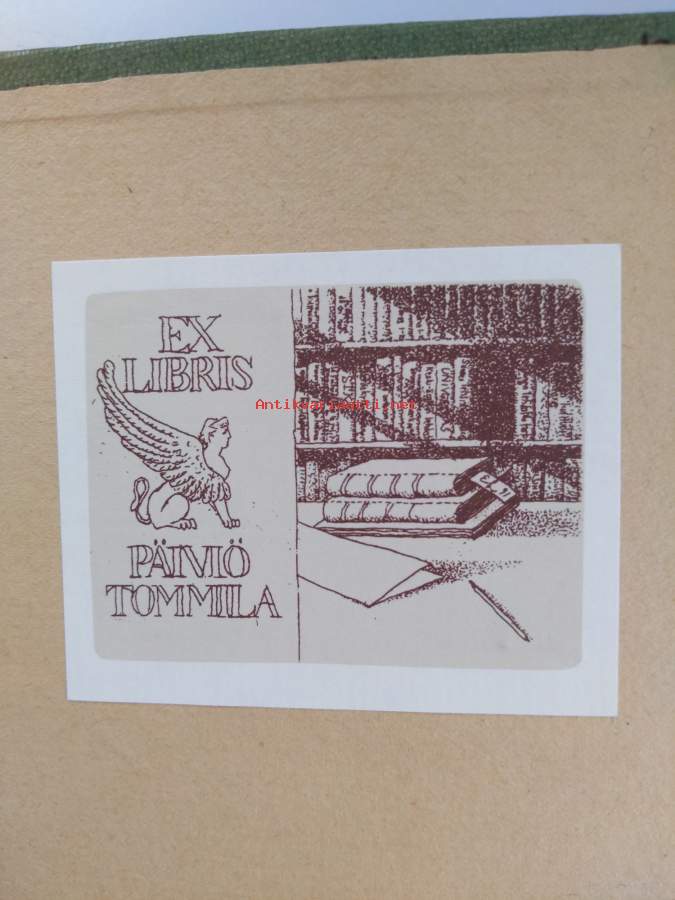 EX
LIBRIS
Antikvariaatti.net
PÄIVIÖ
TOMMILA